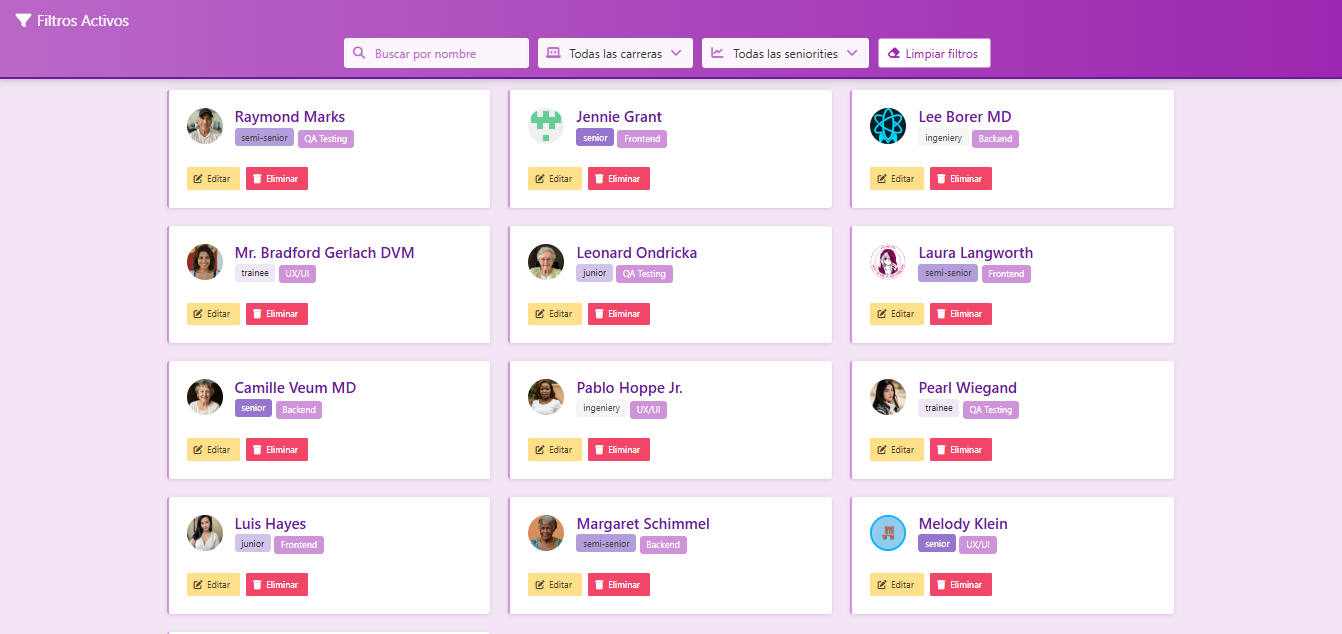 Filtros Activos
Buscar por nombre
Todas las carreras
Todas las seniorities
Limpiar filtros
Raymond Marks
semi-senior QA Testing
Editar Eliminar
Jennie Grant
senior Frontend
Editar Eliminar
Lee Borer MD
ingeniery Backend
Editar Eliminar
Mr. Bradford Gerlach DVM
trainee UX/UI
Editar Eliminar
Leonard Ondricka
junior QA Testing
Editar Eliminar
Laura Langworth
semi-senior Frontend
Editar Eliminar
Camille Veum MD
senior Backend
Editar Eliminar
Pablo Hoppe Jr.
ingeniery UX/UI
Editar Eliminar
Pearl Wiegand
trainee QA Testing
Editar Eliminar
Luis Hayes
junior Frontend
Editar Eliminar
Margaret Schimmel
semi-senior Backend
Editar Eliminar
Melody Klein
senior UX/UI
Editar Eliminar